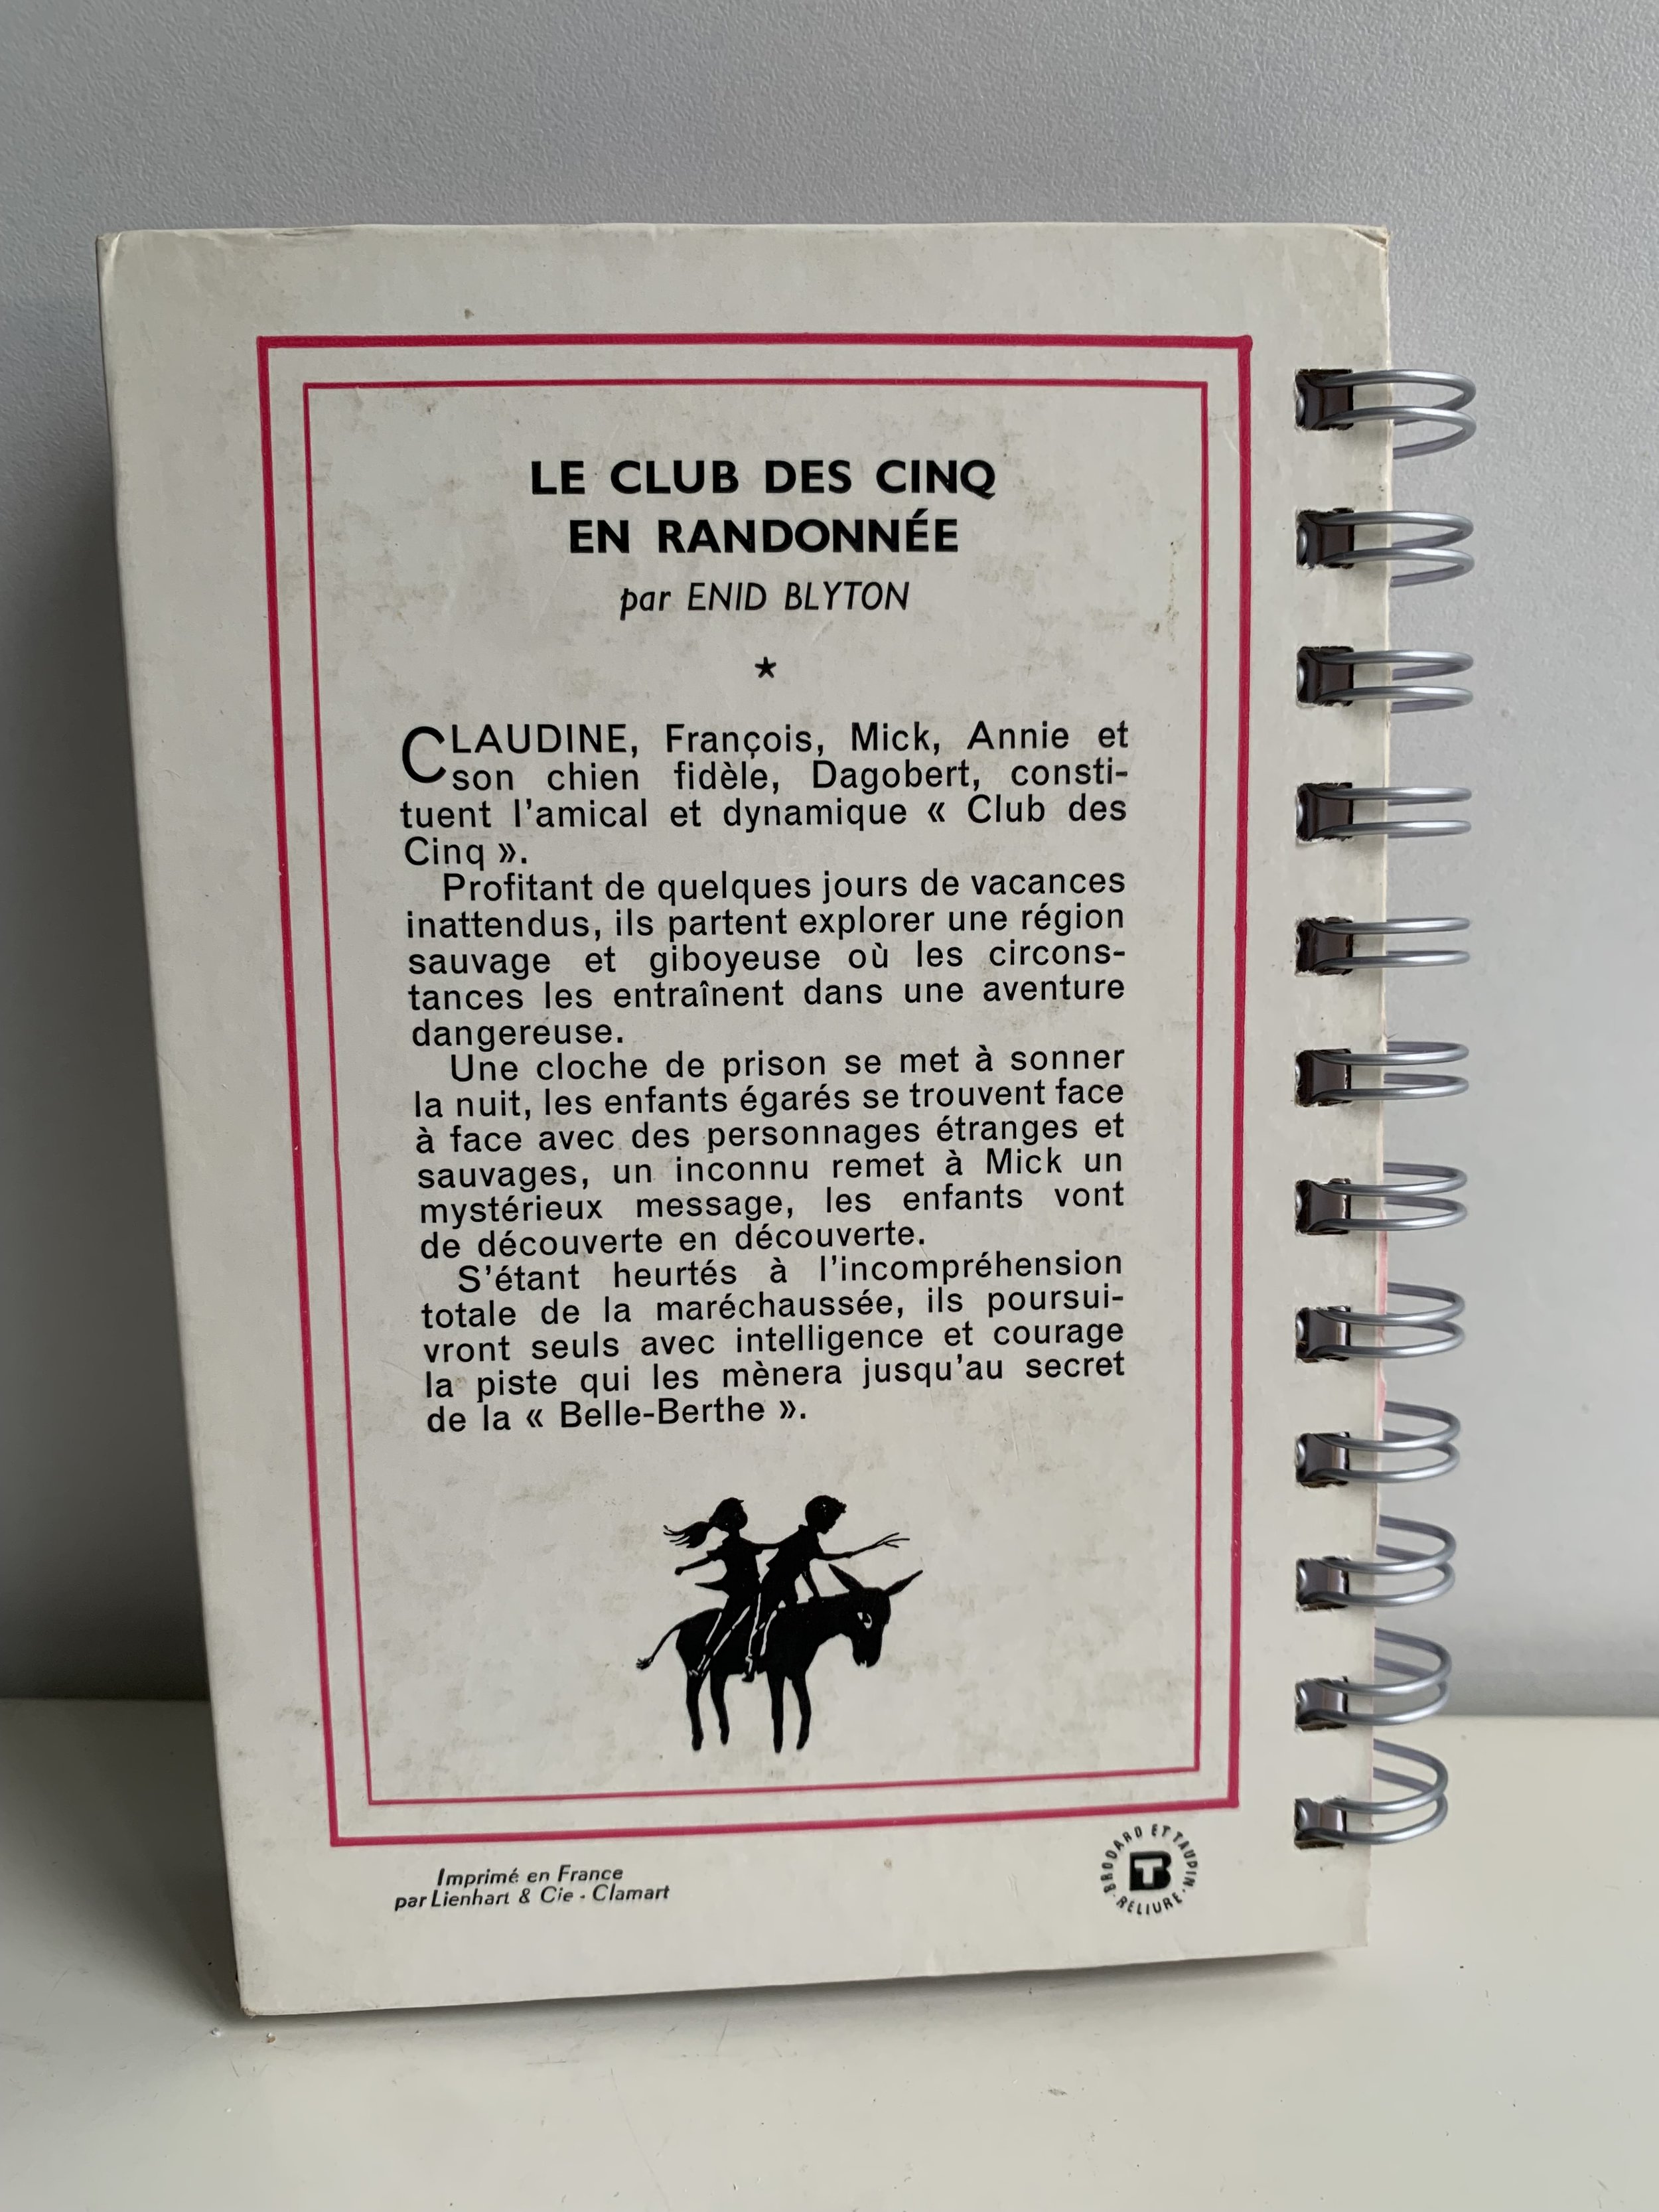 LE CLUB DES CINQ
EN RANDONNÉE
par ENID BLYTON
★
CLAUDINE, François, Mick, Annie et
son chien fidèle, Dagobert, consti-
tuent l'amical et dynamique « Club des
Cinq ».
Profitant de quelques jours de vacances
inattendus, ils partent explorer une région
sauvage et giboyeuse où les circons-
tances les entraînent dans une aventure
dangereuse.
Une cloche de prison se met à sonner
la nuit, les enfants égarés se trouvent face
à face avec des personnages étranges et
sauvages, un inconnu remet à Mick un
mystérieux message, les enfants vont
de découverte en découverte.
S'étant heurtés à l'incompréhension
totale de la maréchaussée, ils poursui-
vront seuls avec intelligence et courage
la piste qui les mènera jusqu'au secret
de la « Belle-Berthe ».
Imprimé en France
par Lienhart & Cie - Clamart
BRODARD ET TAUPIN
RELIURE
BT